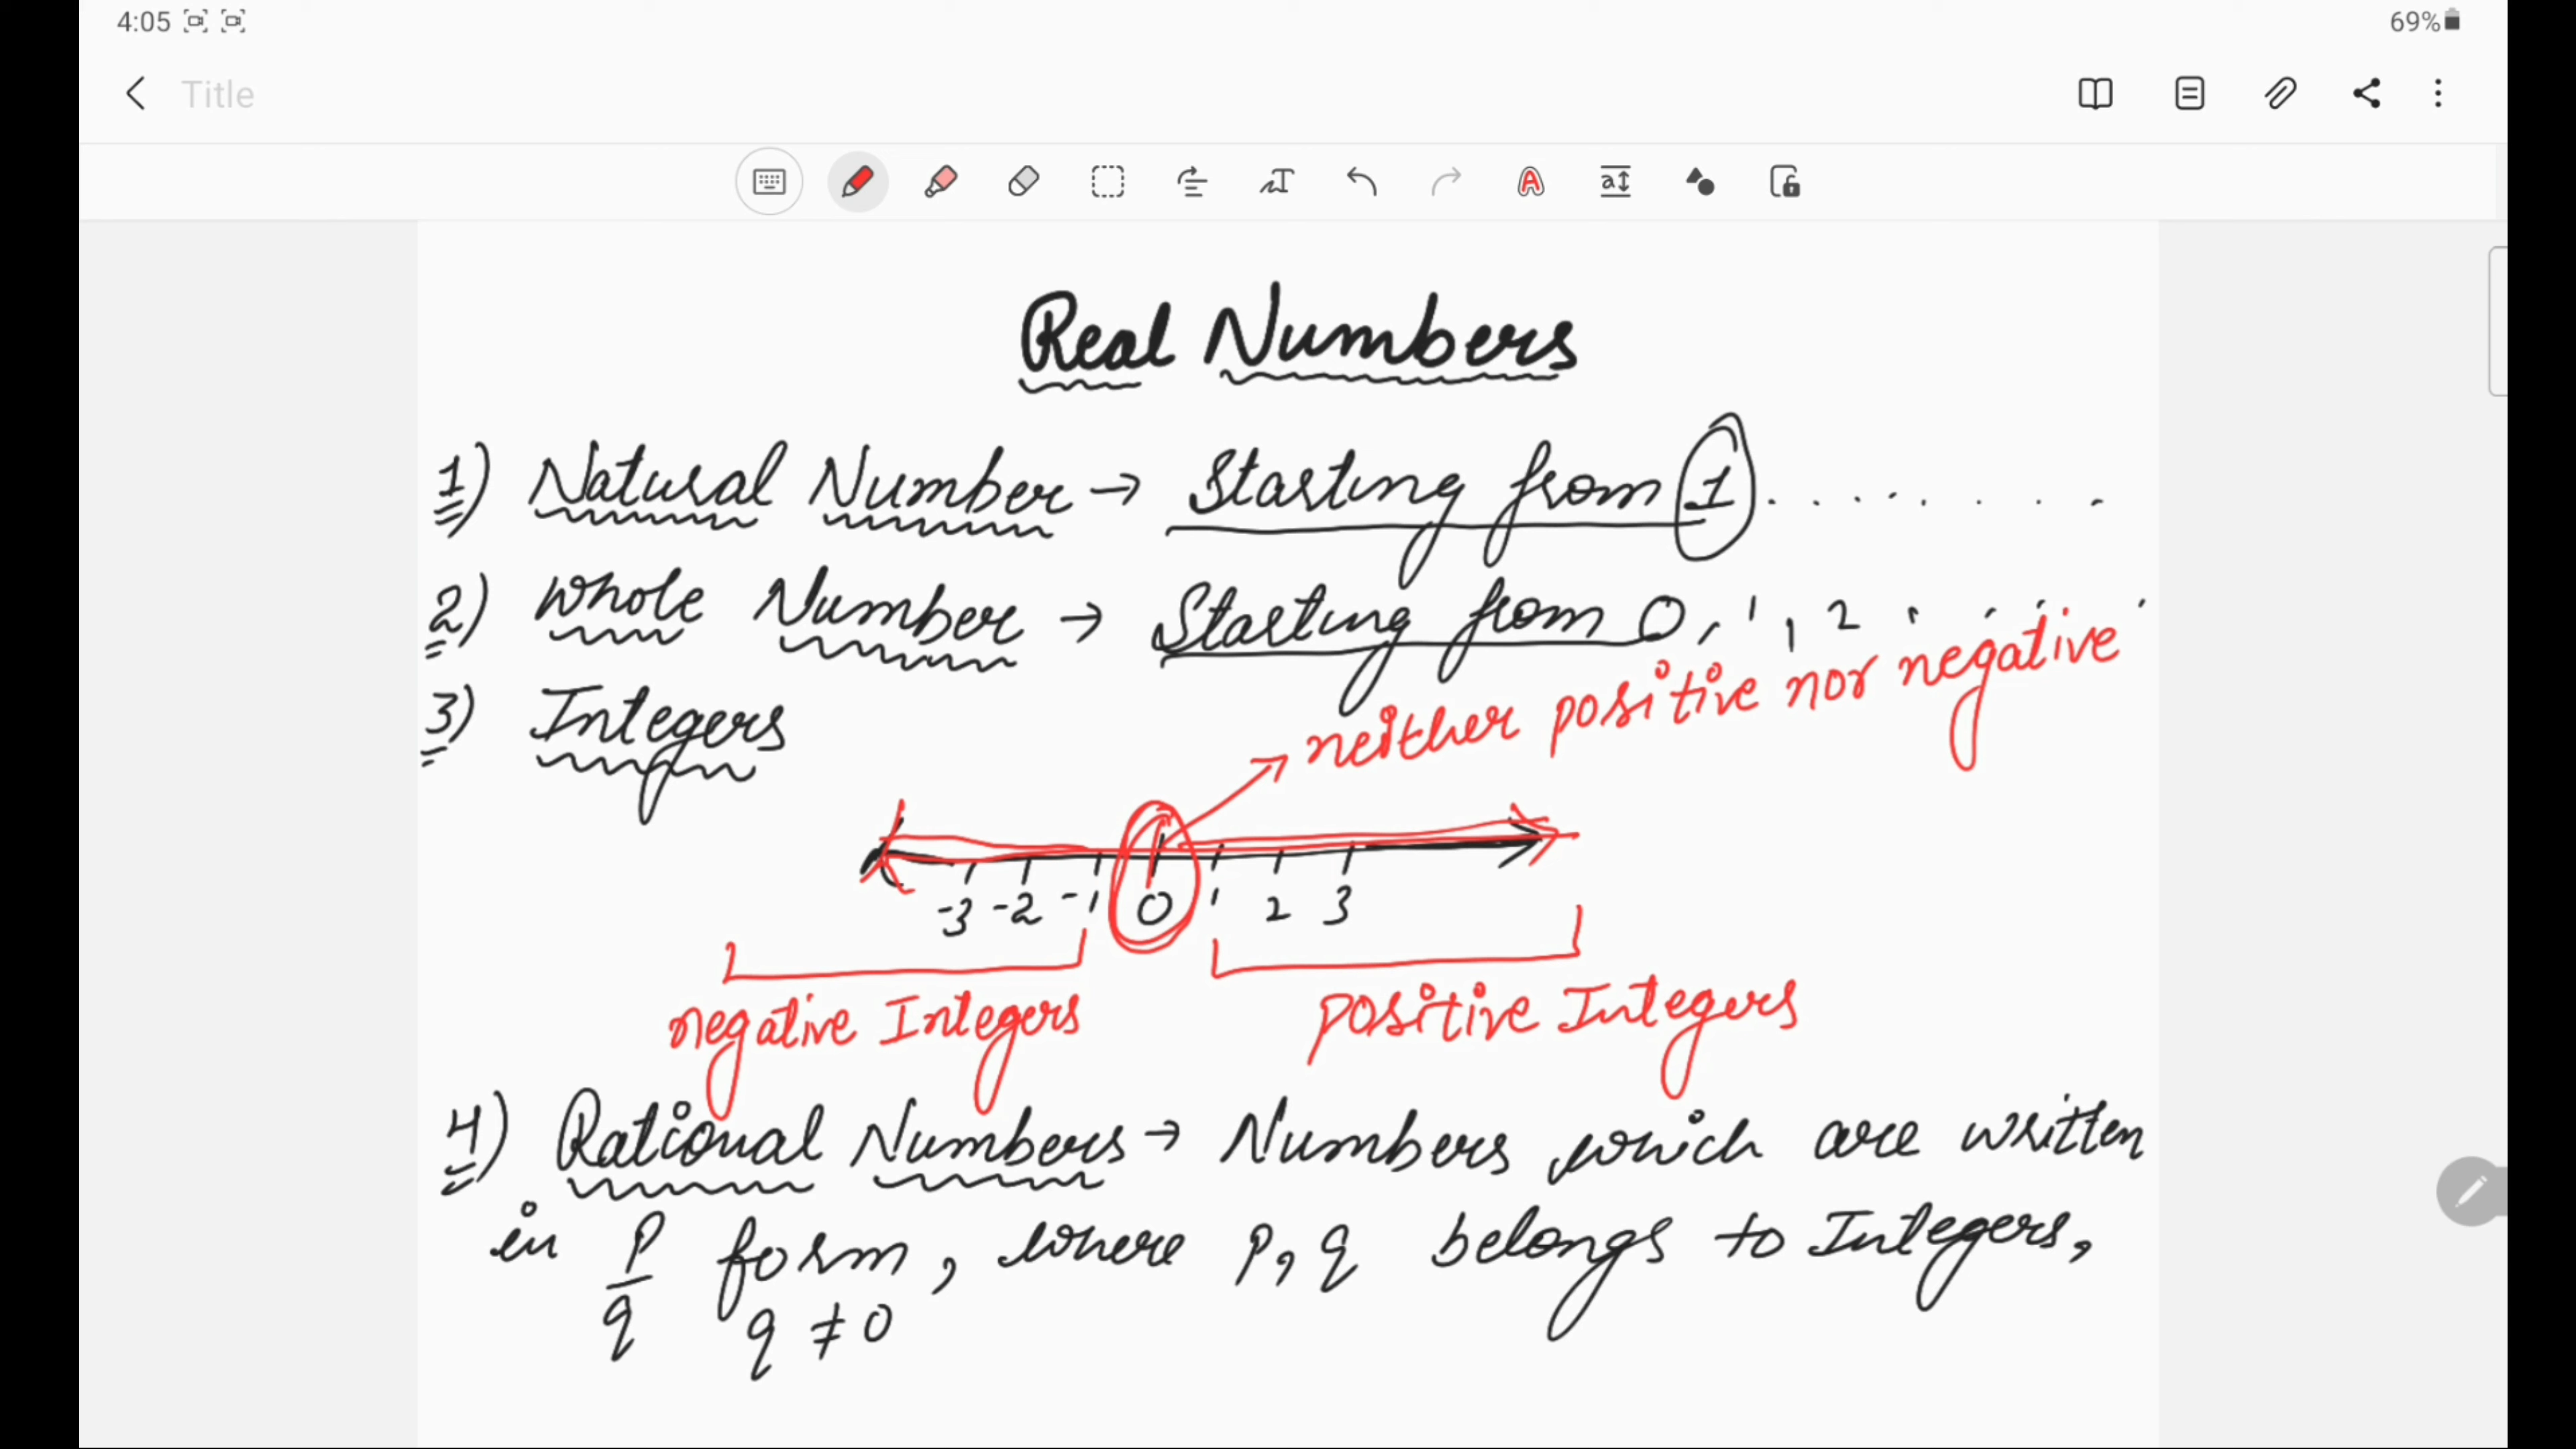 4:05 69%
Title
Real Numbers
1) Natural Number → Starting from 1 . . . . . . . .
2) Whole Number → Starting from 0, 1, 2 . . . .
neither positive nor negative
3) Integers
-3 -2 -1 0 1 2 3
negative Integers positive Integers
4) Rational Numbers → Numbers which are written
in p/q form, where p, q belongs to Integers,
q ≠ 0